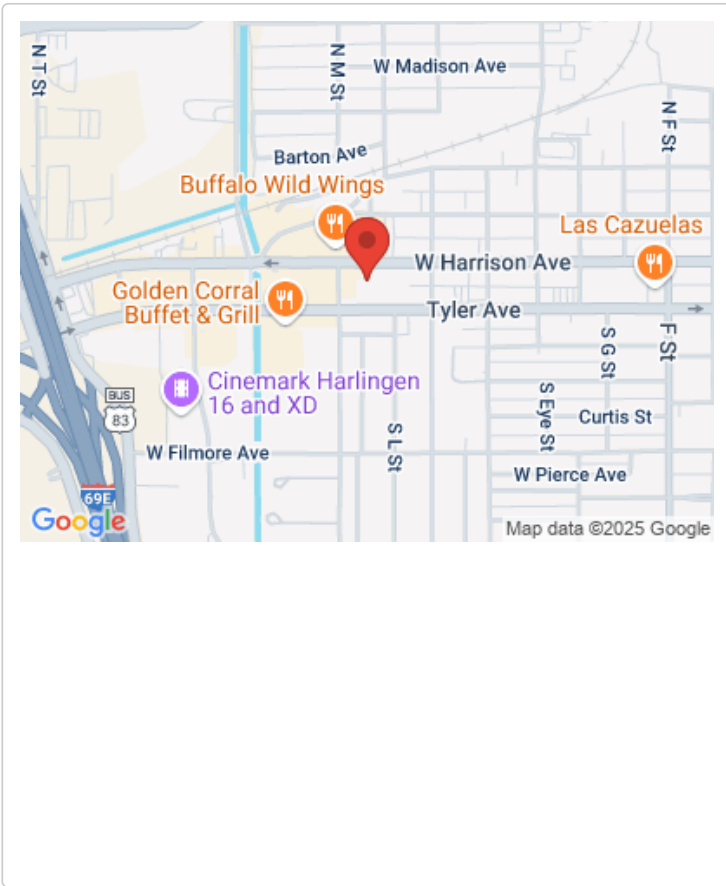 N T St
N M St
W Madison Ave
N F St
Barton Ave
Buffalo Wild Wings
Las Cazuelas
W Harrison Ave
Golden Corral
Buffet & Grill
Tyler Ave
S G St
F St
Cinemark Harlingen
16 and XD
BUS
83
S Eye St
Curtis St
S L St
W Filmore Ave
W Pierce Ave
69E
Google
Map data ©2025 Google